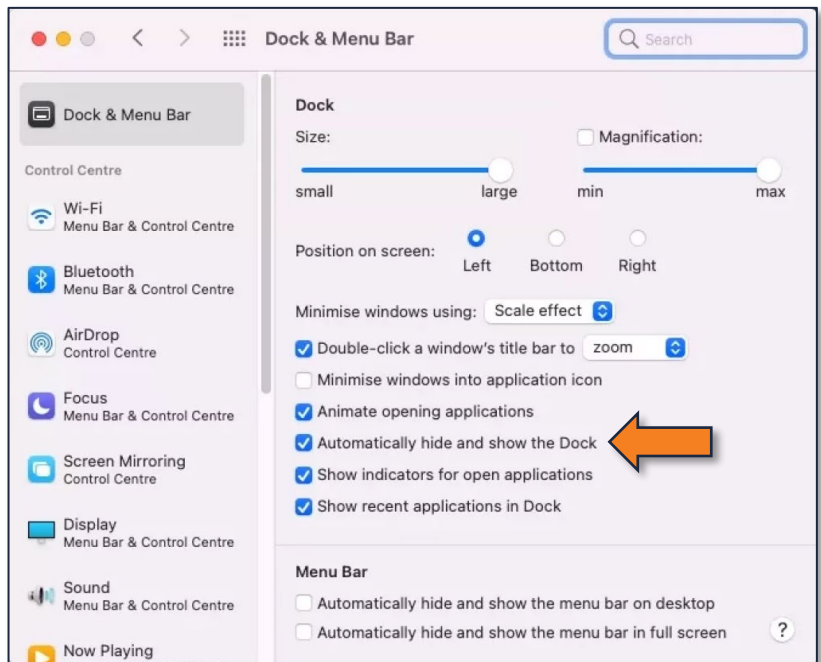 Dock & Menu Bar
Search
Dock & Menu Bar
Control Centre
Wi-Fi
Menu Bar & Control Centre
Bluetooth
Menu Bar & Control Centre
AirDrop
Control Centre
Focus
Menu Bar & Control Centre
Screen Mirroring
Control Centre
Display
Menu Bar & Control Centre
Sound
Menu Bar & Control Centre
Now Playing
Dock
Size:
Magnification:
small large min max
Position on screen:
Left Bottom Right
Minimise windows using: Scale effect
Double-click a window's title bar to zoom
Minimise windows into application icon
Animate opening applications
Automatically hide and show the Dock
Show indicators for open applications
Show recent applications in Dock
Menu Bar
Automatically hide and show the menu bar on desktop
Automatically hide and show the menu bar in full screen
?